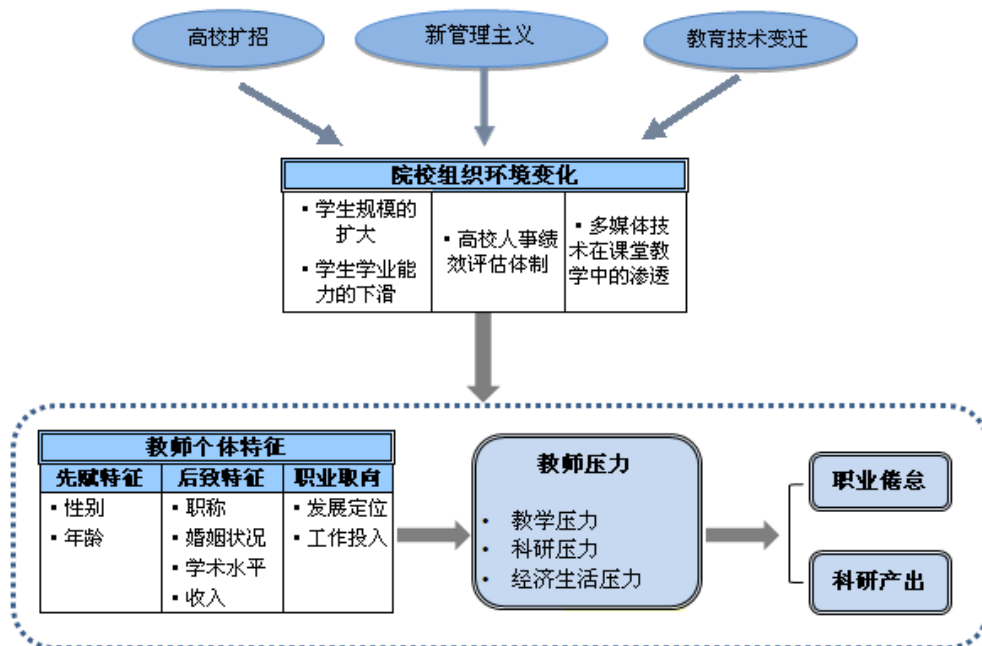 高校扩招
新管理主义
教育技术变迁
院校组织环境变化
▪ 学生规模的
扩大
▪ 学生学业能
力的下滑
▪ 高校人事绩
效评估体制
▪ 多媒体技
术在课堂教
学中的渗透
教师个体特征
先赋特征
▪ 性别
▪ 年龄
后致特征
▪ 职称
▪ 婚姻状况
▪ 学术水平
▪ 收入
职业取向
▪ 发展定位
▪ 工作投入
教师压力
• 教学压力
• 科研压力
• 经济生活压力
职业倦怠
科研产出